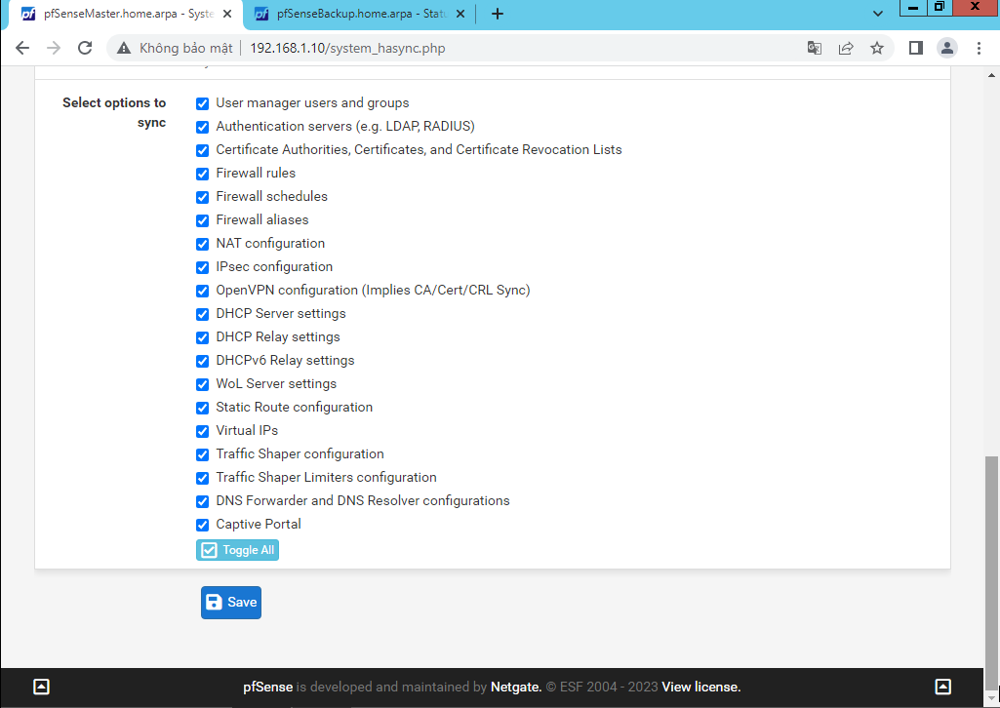 pfSenseMaster.home.arpa - Syste
pfSenseBackup.home.arpa - Statu
Không bảo mật
192.168.1.10/system_hasync.php
Select options to sync
User manager users and groups
Authentication servers (e.g. LDAP, RADIUS)
Certificate Authorities, Certificates, and Certificate Revocation Lists
Firewall rules
Firewall schedules
Firewall aliases
NAT configuration
IPsec configuration
OpenVPN configuration (Implies CA/Cert/CRL Sync)
DHCP Server settings
DHCP Relay settings
DHCPv6 Relay settings
WoL Server settings
Static Route configuration
Virtual IPs
Traffic Shaper configuration
Traffic Shaper Limiters configuration
DNS Forwarder and DNS Resolver configurations
Captive Portal
Toggle All
Save
pfSense is developed and maintained by Netgate. © ESF 2004 - 2023 View license.